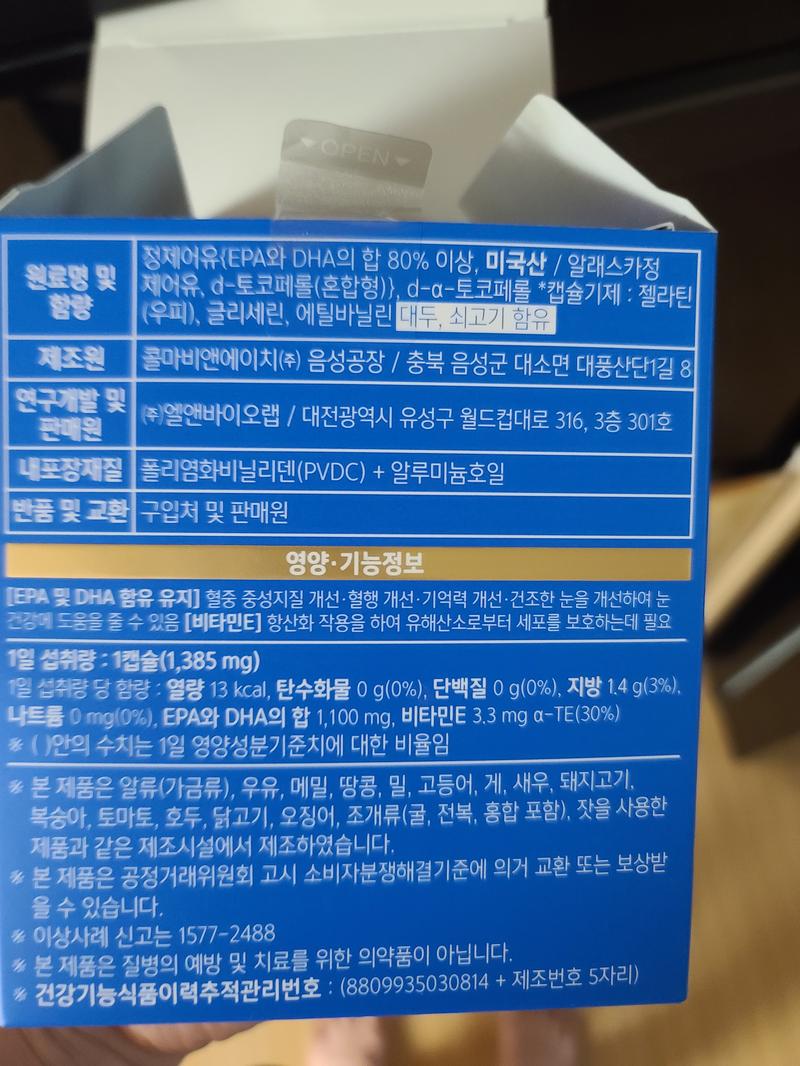 OPEN
원료명 및 함량
정제어유{EPA와 DHA의 합 80% 이상, 미국산 / 알래스카정
제어유, d-토코페롤(혼합형)}, d-α-토코페롤 *캡슐기제 : 젤라틴
(우피), 글리세린, 에틸바닐린 대두, 쇠고기 함유
제조원 콜마비앤에이치㈜ 음성공장 / 충북 음성군 대소면 대풍산단1길 8
연구개발 및 판매원 ㈜엘앤바이오랩 / 대전광역시 유성구 월드컵대로 316, 3층 301호
내포장재질 폴리염화비닐리덴(PVDC) + 알루미늄호일
반품 및 교환 구입처 및 판매원
영양·기능정보
[EPA 및 DHA 함유 유지] 혈중 중성지질 개선·혈행 개선·기억력 개선·건조한 눈을 개선하여 눈
건강에 도움을 줄 수 있음 [비타민E] 항산화 작용을 하여 유해산소로부터 세포를 보호하는데 필요
1일 섭취량 : 1캡슐(1,385 mg)
1일 섭취량 당 함량 : 열량 13 kcal, 탄수화물 0 g(0%), 단백질 0 g(0%), 지방 1.4 g(3%),
나트륨 0 mg(0%), EPA와 DHA의 합 1,100 mg, 비타민E 3.3 mg α-TE(30%)
※ ( )안의 수치는 1일 영양성분기준치에 대한 비율임
※ 본 제품은 알류(가금류), 우유, 메밀, 땅콩, 밀, 고등어, 게, 새우, 돼지고기,
복숭아, 토마토, 호두, 닭고기, 오징어, 조개류(굴, 전복, 홍합 포함), 잣을 사용한
제품과 같은 제조시설에서 제조하였습니다.
※ 본 제품은 공정거래위원회 고시 소비자분쟁해결기준에 의거 교환 또는 보상받
을 수 있습니다.
※ 이상사례 신고는 1577-2488
※ 본 제품은 질병의 예방 및 치료를 위한 의약품이 아닙니다.
※ 건강기능식품이력추적관리번호 : (8809935030814 + 제조번호 5자리)